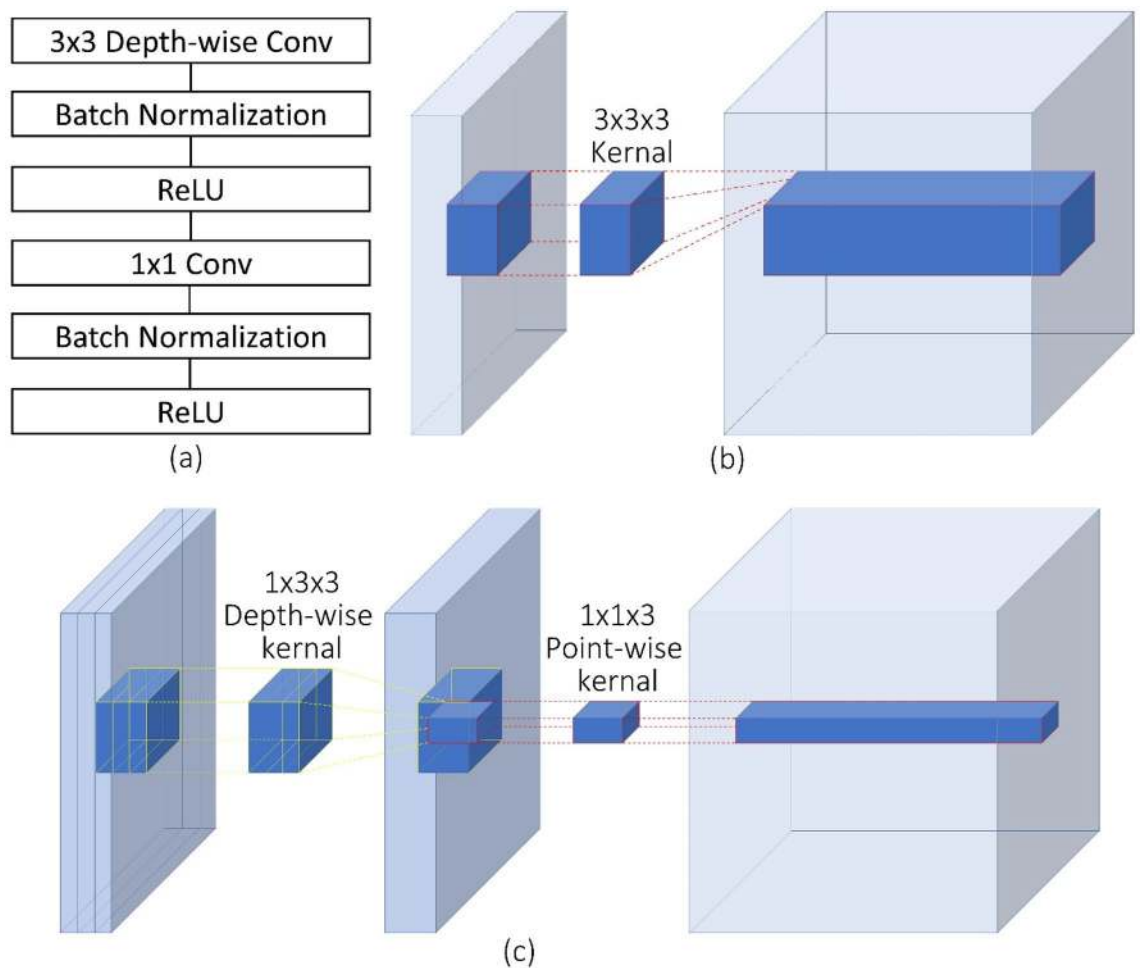 3x3 Depth-wise Conv
Batch Normalization
ReLU
1x1 Conv
Batch Normalization
ReLU
(a)
3x3x3
Kernal
(b)
1x3x3
Depth-wise
kernal
1x1x3
Point-wise
kernal
(c)